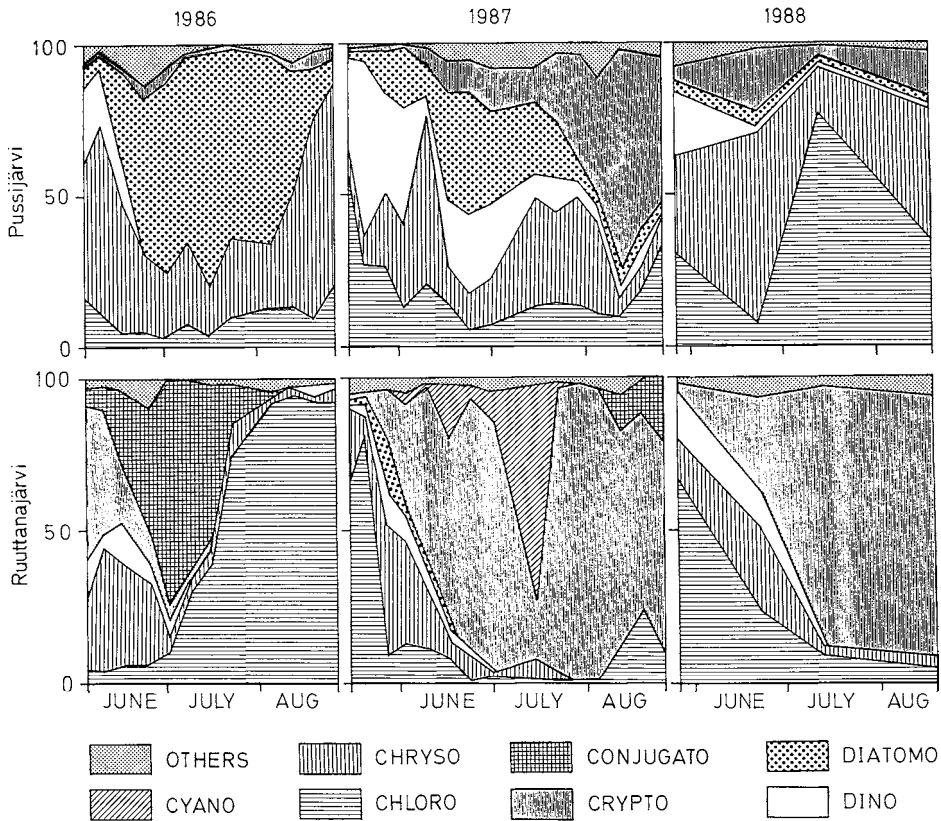 1986 1987 1988
100
50
0
Pussijärvi
100
50
0
Ruuttanajärvi
JUNE JULY AUG JUNE JULY AUG JUNE JULY AUG
OTHERS CHRYSO CONJUGATO DIATOMO
CYANO CHLORO CRYPTO DINO